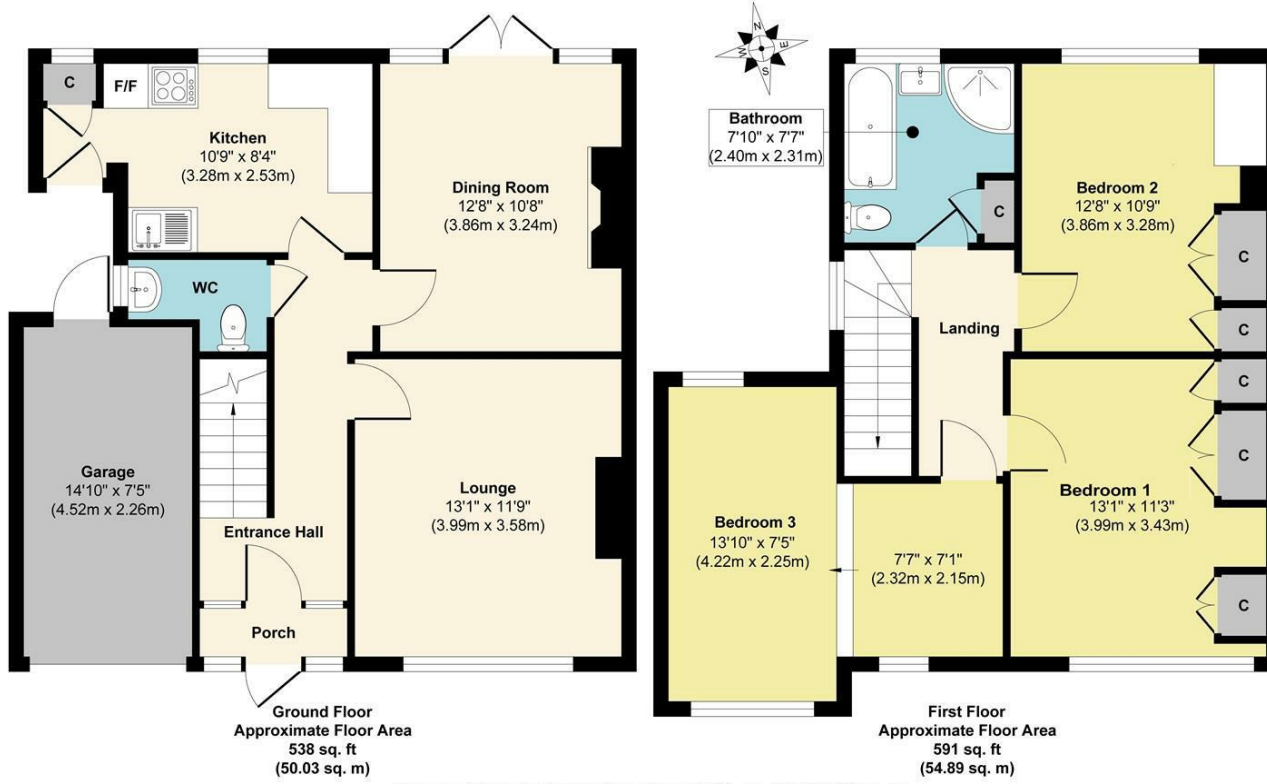 C
F/F
Kitchen
10'9" x 8'4"
(3.28m x 2.53m)
Dining Room
12'8" x 10'8"
(3.86m x 3.24m)
WC
Garage
14'10" x 7'5"
(4.52m x 2.26m)
Lounge
13'1" x 11'9"
(3.99m x 3.58m)
Entrance Hall
Porch
Ground Floor
Approximate Floor Area
538 sq. ft
(50.03 sq. m)
N
E
S
W
Bathroom
7'10" x 7'7"
(2.40m x 2.31m)
C
Bedroom 2
12'8" x 10'9"
(3.86m x 3.28m)
C
C
Landing
C
C
Bedroom 1
13'1" x 11'3"
(3.99m x 3.43m)
Bedroom 3
13'10" x 7'5"
(4.22m x 2.25m)
7'7" x 7'1"
(2.32m x 2.15m)
C
First Floor
Approximate Floor Area
591 sq. ft
(54.89 sq. m)